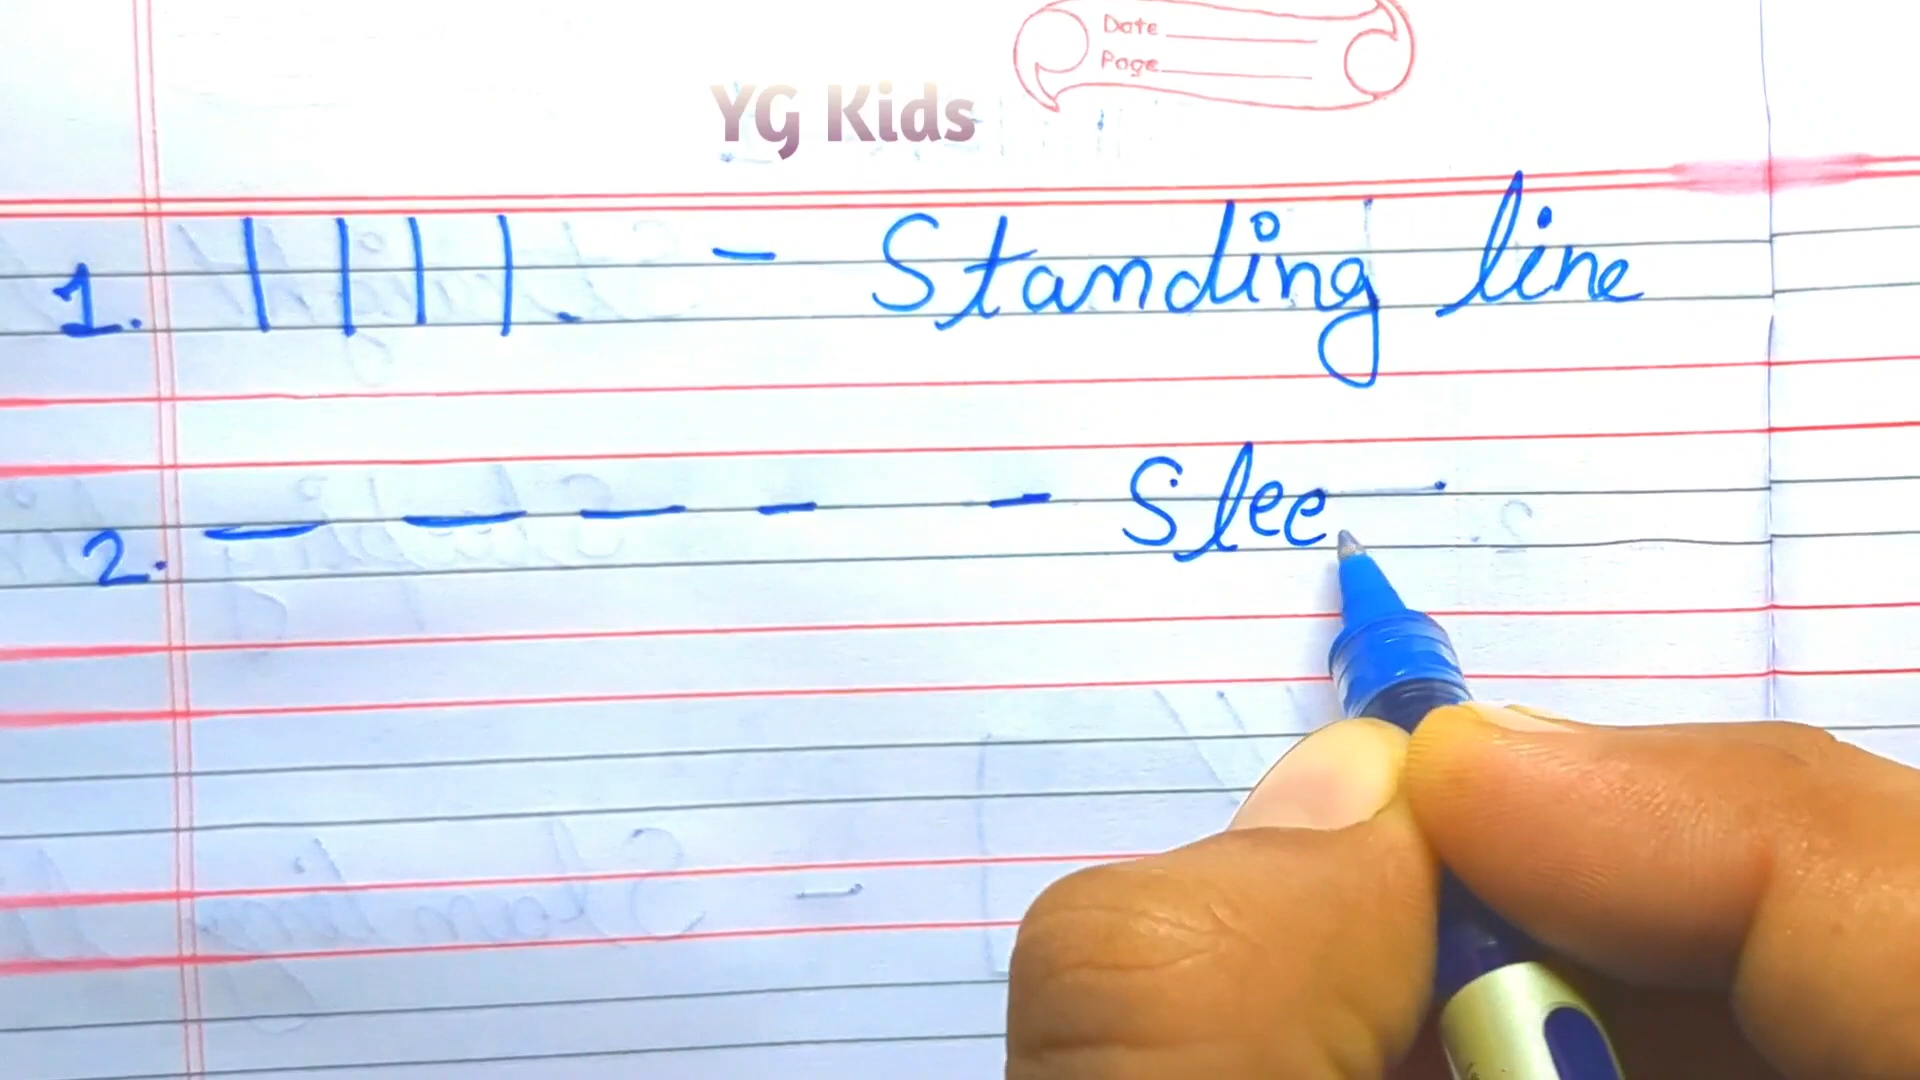 Date
Page
YG Kids
1. ||||. - Standing line
2. — — — - - Slee